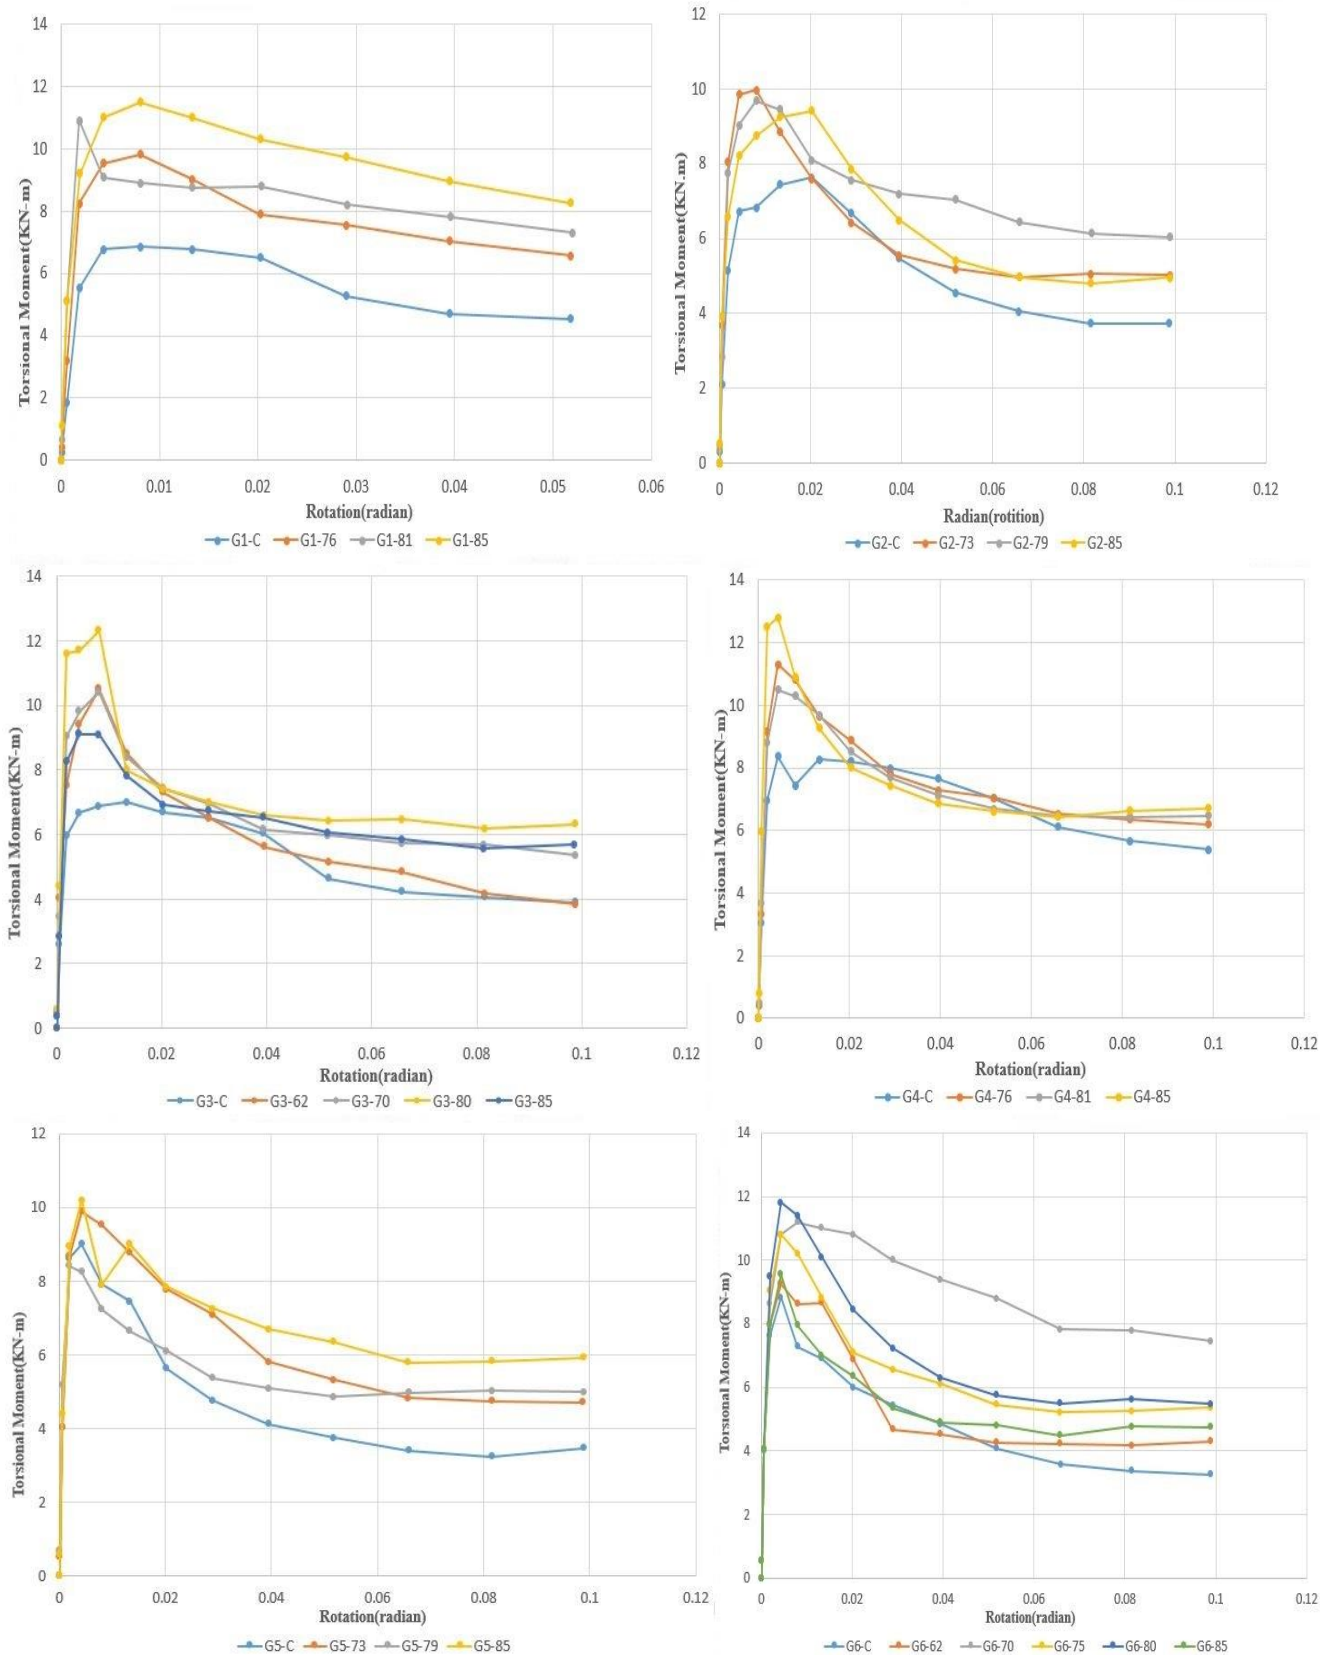 14
12
10
8
6
4
2
0
Torsional Moment(KN-m)
0 0.01 0.02 0.03 0.04 0.05 0.06
Rotation(radian)
G1-C G1-76 G1-81 G1-85
12
10
8
6
4
2
0
Torsional Moment(KN.m)
0 0.02 0.04 0.06 0.08 0.1 0.12
Radian(rotition)
G2-C G2-73 G2-79 G2-85
14
12
10
8
6
4
2
0
Torsional Moment(KN-m)
0 0.02 0.04 0.06 0.08 0.1 0.12
Rotation(radian)
G3-C G3-62 G3-70 G3-80 G3-85
14
12
10
8
6
4
2
0
Torsional Moment(KN-m)
0 0.02 0.04 0.06 0.08 0.1 0.12
Rotation(radian)
G4-C G4-76 G4-81 G4-85
12
10
8
6
4
2
0
Torsional Moment(KN-m)
0 0.02 0.04 0.06 0.08 0.1 0.12
Rotation(radian)
G5-C G5-73 G5-79 G5-85
14
12
10
8
6
4
2
0
Torsional Moment(KN-m)
0 0.02 0.04 0.06 0.08 0.1 0.12
Rotation(radian)
G6-C G6-62 G6-70 G6-75 G6-80 G6-85